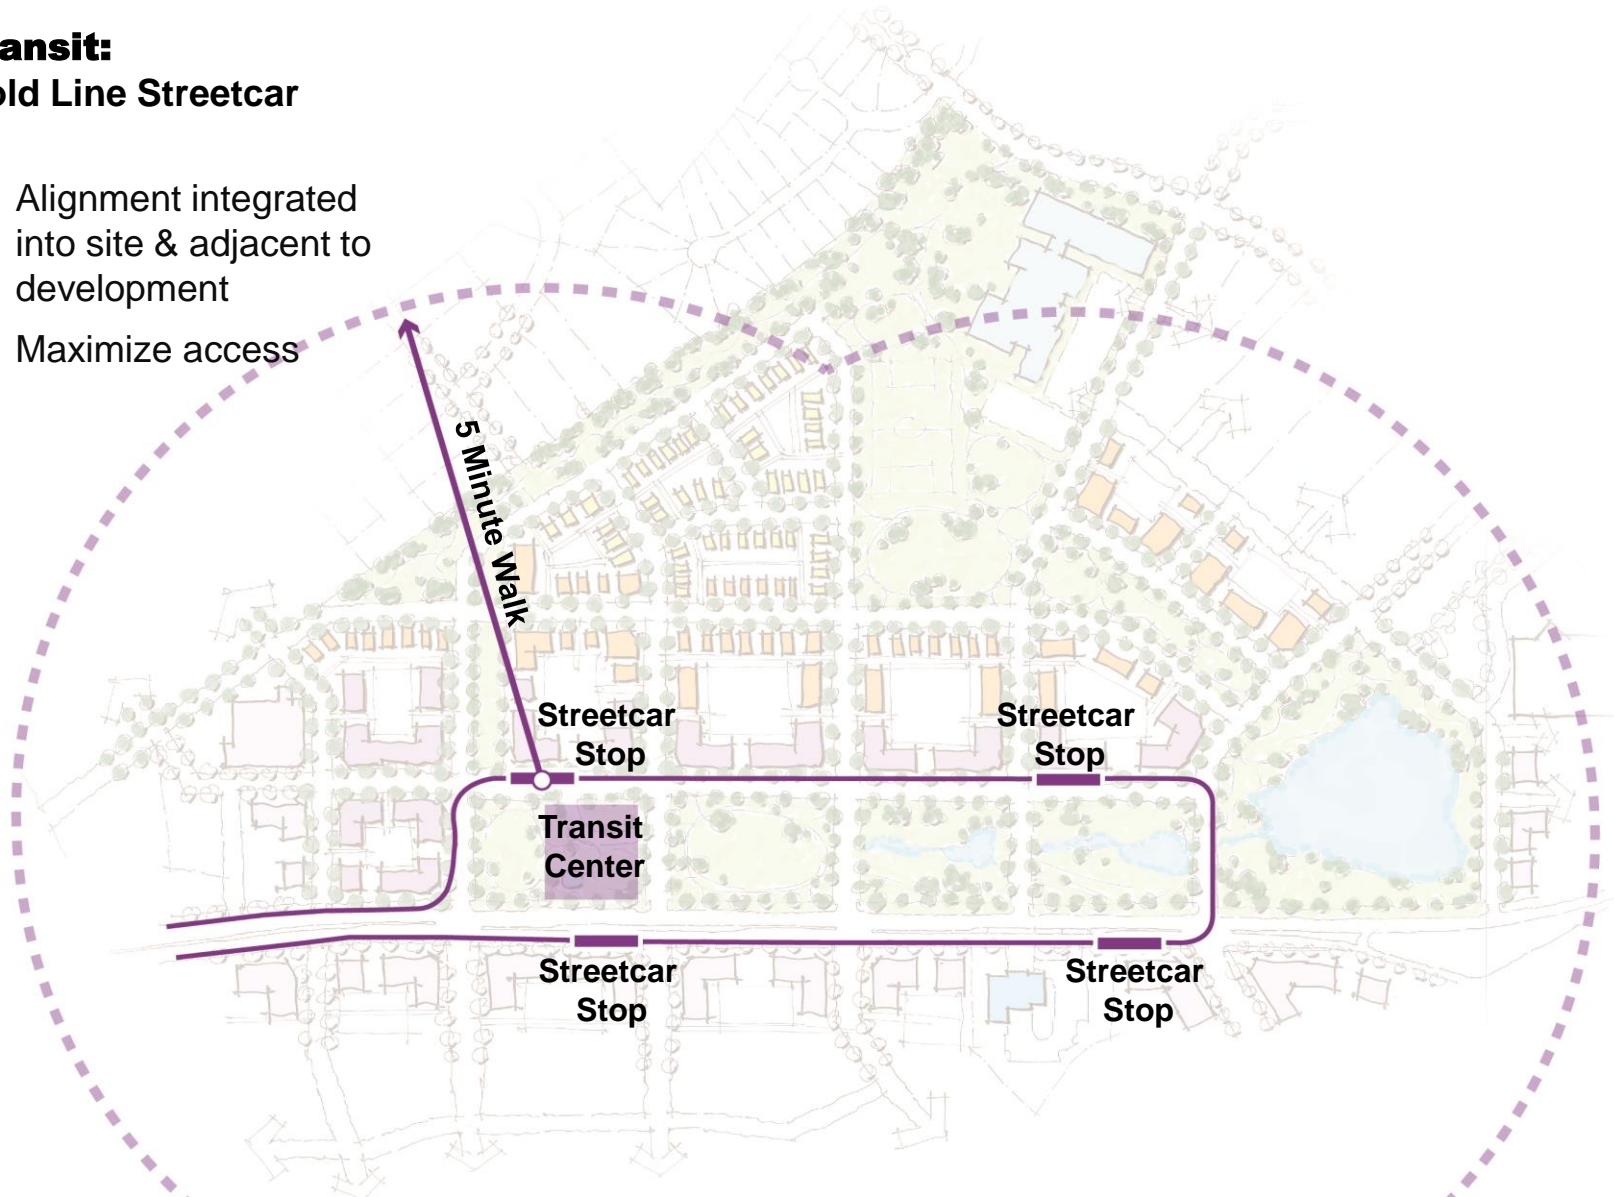 ansit:
old Line Streetcar
Alignment integrated
into site & adjacent to
development
Maximize access
5 Minute Walk
Streetcar
Stop
Streetcar
Stop
Transit
Center
Streetcar
Stop
Streetcar
Stop